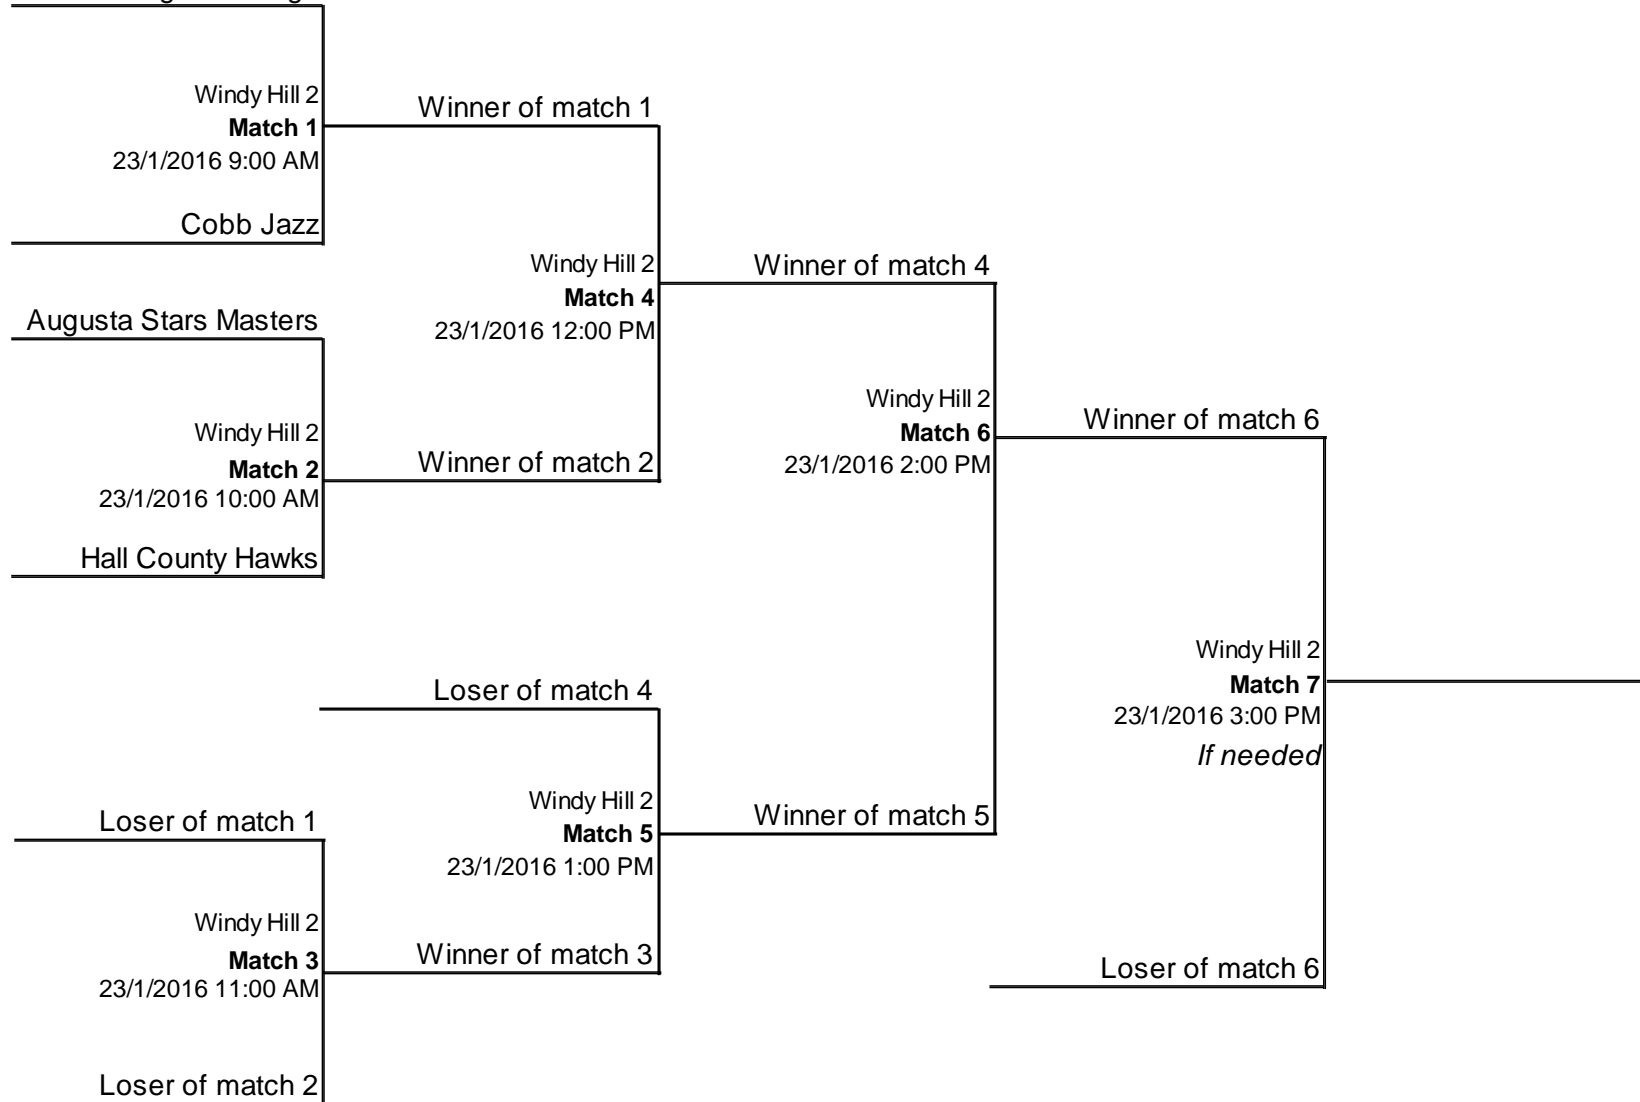 Windy Hill 2
Match 1
23/1/2016 9:00 AM
Cobb Jazz
Winner of match 1
Augusta Stars Masters
Windy Hill 2
Match 2
23/1/2016 10:00 AM
Hall County Hawks
Winner of match 2
Windy Hill 2
Match 4
23/1/2016 12:00 PM
Winner of match 4
Windy Hill 2
Match 6
23/1/2016 2:00 PM
Winner of match 6
Loser of match 4
Windy Hill 2
Match 5
23/1/2016 1:00 PM
Winner of match 5
Loser of match 1
Windy Hill 2
Match 3
23/1/2016 11:00 AM
Winner of match 3
Loser of match 2
Windy Hill 2
Match 7
23/1/2016 3:00 PM
If needed
Loser of match 6